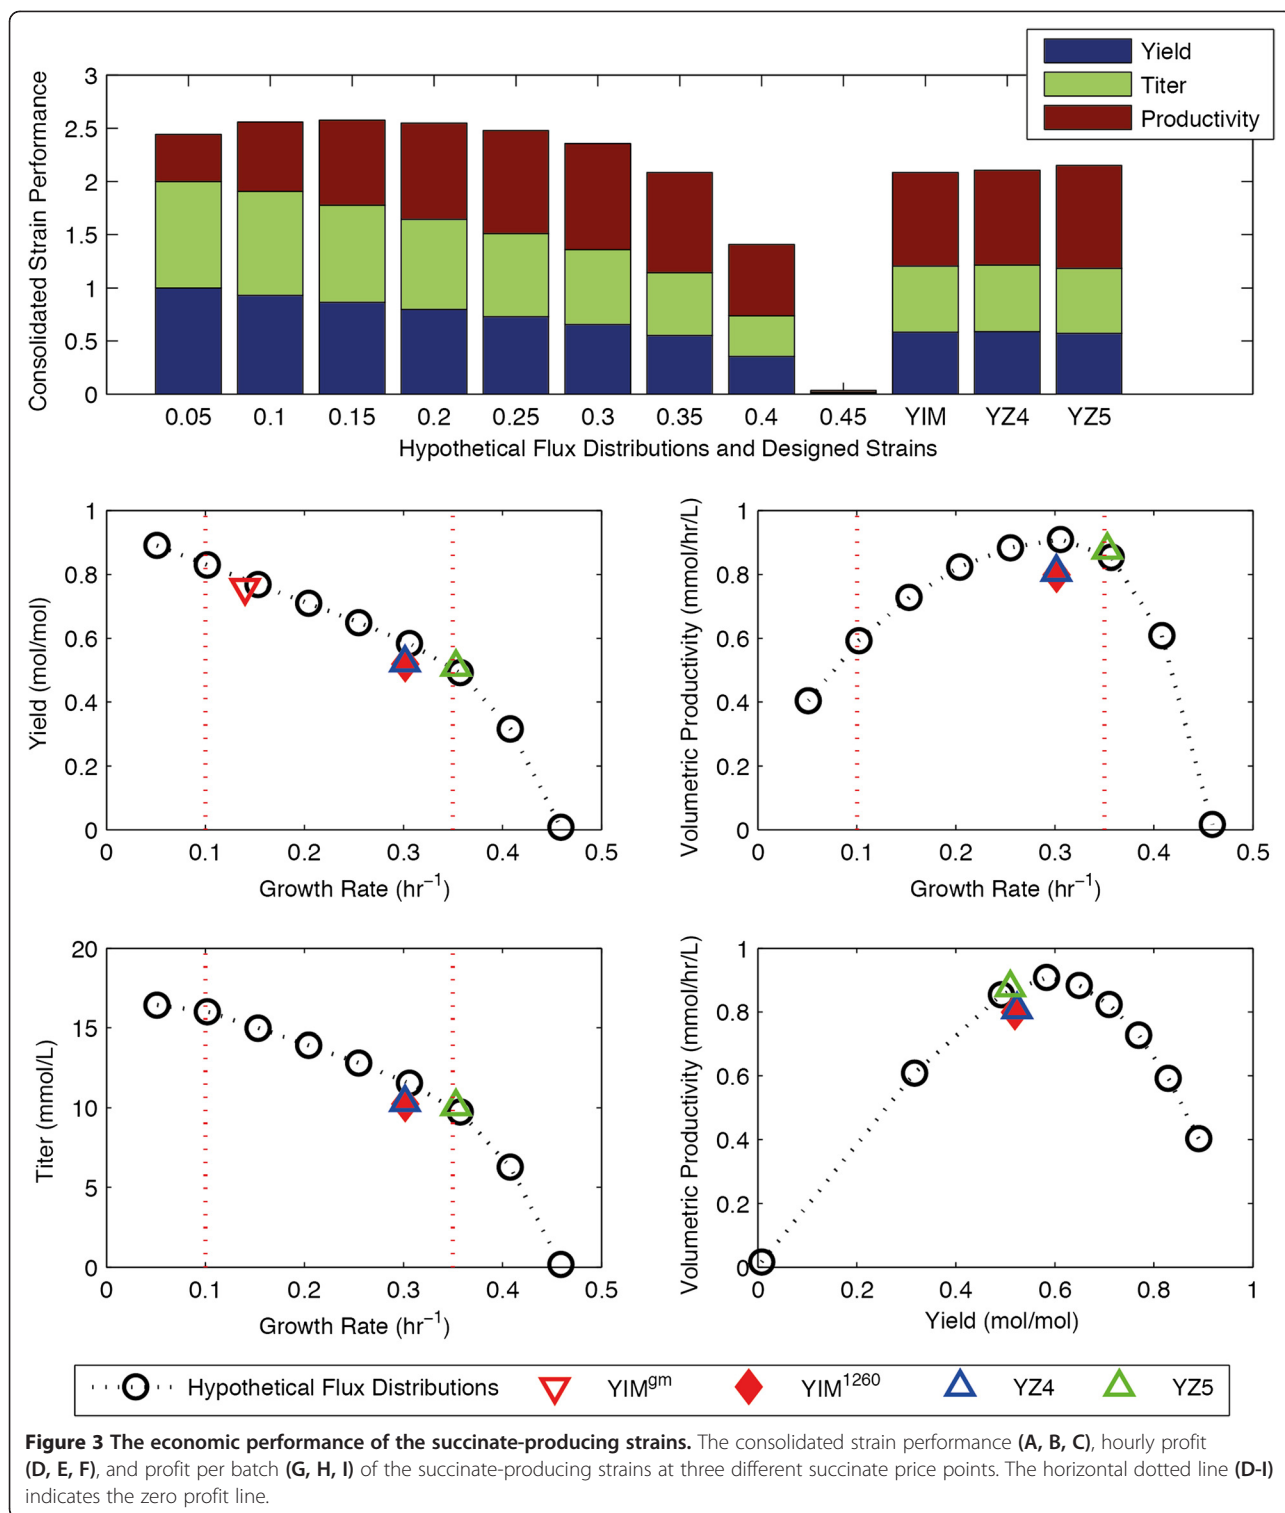 Yield
Titer
Productivity
Consolidated Strain Performance
3
2.5
2
1.5
1
0.5
0
0.05 0.1 0.15 0.2 0.25 0.3 0.35 0.4 0.45 YIM YZ4 YZ5
Hypothetical Flux Distributions and Designed Strains
Yield (mol/mol)
1
0.8
0.6
0.4
0.2
0
0 0.1 0.2 0.3 0.4 0.5
Growth Rate (hr⁻¹)
Volumetric Productivity (mmol/hr/L)
1
0.8
0.6
0.4
0.2
0
0 0.1 0.2 0.3 0.4 0.5
Growth Rate (hr⁻¹)
Titer (mmol/L)
20
15
10
5
0
0 0.1 0.2 0.3 0.4 0.5
Growth Rate (hr⁻¹)
Volumetric Productivity (mmol/hr/L)
1
0.8
0.6
0.4
0.2
0
0 0.2 0.4 0.6 0.8 1
Yield (mol/mol)
Hypothetical Flux Distributions YIMᵍᵐ YIM¹²⁶⁰ YZ4 YZ5
Figure 3 The economic performance of the succinate-producing strains. The consolidated strain performance (A, B, C), hourly profit
(D, E, F), and profit per batch (G, H, I) of the succinate-producing strains at three different succinate price points. The horizontal dotted line (D-I)
indicates the zero profit line.